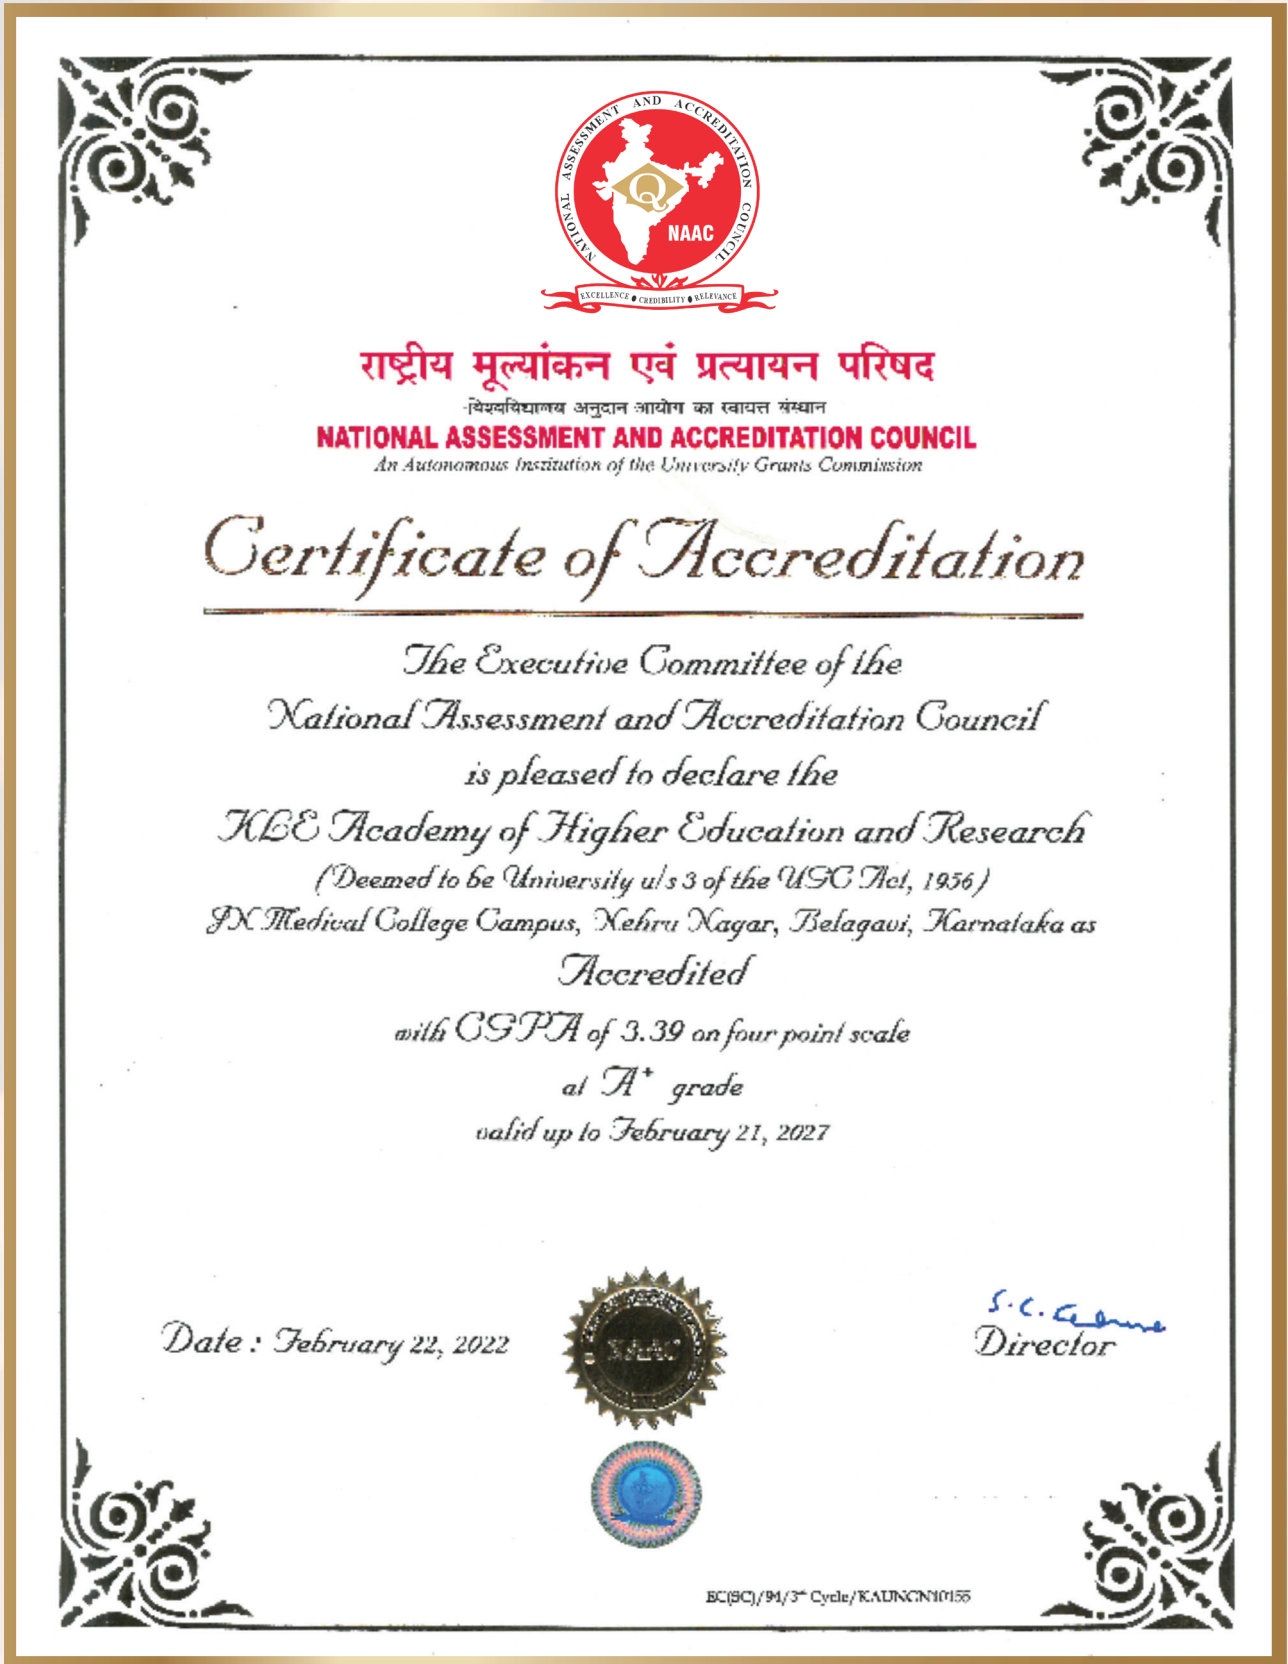 NATIONAL ASSESSMENT AND ACCREDITATION COUNCIL
Q
NAAC
EXCELLENCE ● CREDIBILITY ● RELEVANCE
राष्ट्रीय मूल्यांकन एवं प्रत्यायन परिषद
विश्वविद्यालय अनुदान आयोग का स्वायत्त संस्थान
NATIONAL ASSESSMENT AND ACCREDITATION COUNCIL
An Autonomous Institution of the University Grants Commission
Certificate of Accreditation
The Executive Committee of the
National Assessment and Accreditation Council
is pleased to declare the
KLE Academy of Higher Education and Research
(Deemed to be University u/s 3 of the UGC Act, 1956)
JN Medical College Campus, Nehru Nagar, Belagavi, Karnataka as
Accredited
with CGPA of 3.39 on four point scale
at A⁺ grade
valid up to February 21, 2027
S. C.
Date : February 22, 2022
NAAC
Director
EC(SC)/94/3ʳᵈ Cycle/KAUNGN10155